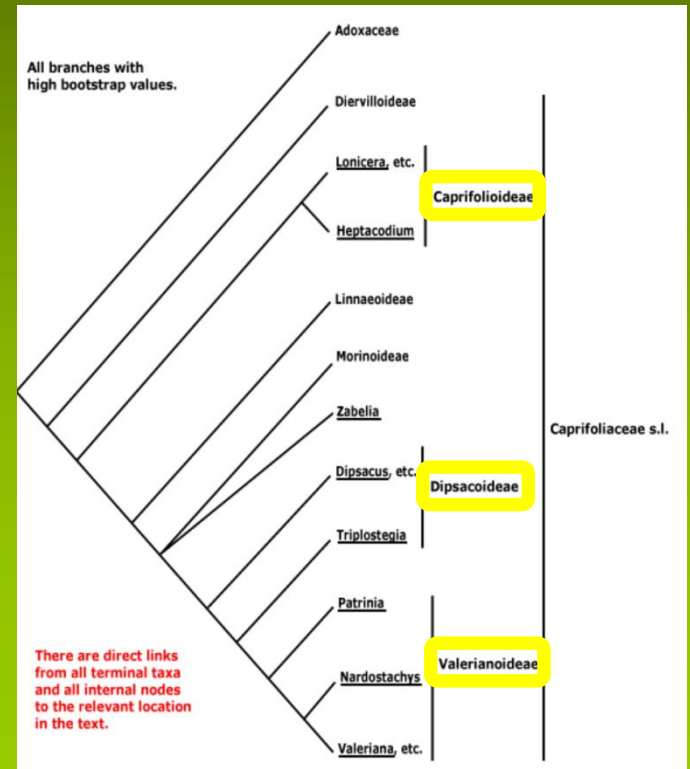 Adoxaceae
All branches with
high bootstrap values.
Diervilloideae
Lonicera, etc.
Caprifolioideae
Heptacodium
Linnaeoideae
Morinoideae
Zabelia
Caprifoliaceae s.l.
Dipsacus, etc.
Dipsacoideae
Triplostegia
Patrinia
There are direct links
from all terminal taxa
and all internal nodes
to the relevant location
in the text.
Valerianoideae
Nardostachys
Valeriana, etc.